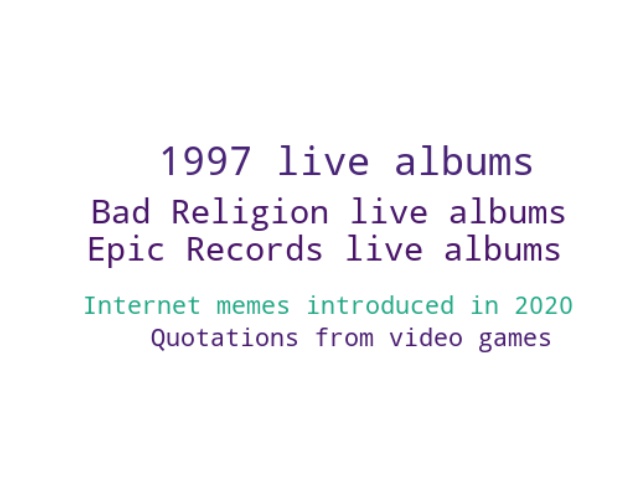 1997 live albums
Bad Religion live albums
Epic Records live albums
Internet memes introduced in 2020
Quotations from video games